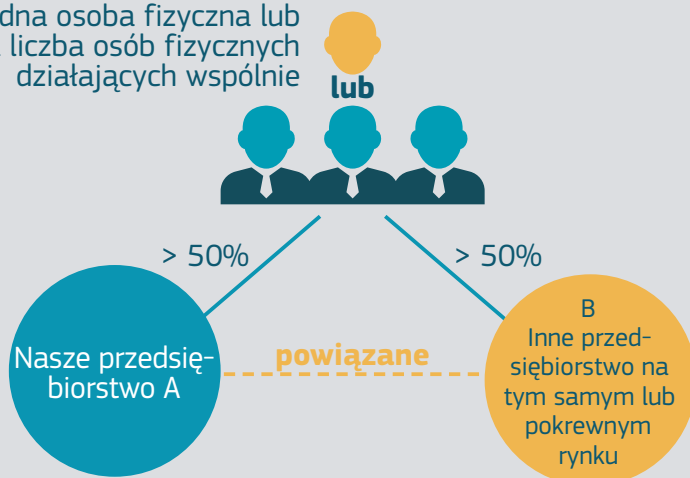 dna osoba fizyczna lub
liczba osób fizycznych
działających wspólnie
lub
> 50%
> 50%
Nasze przedsię-
biorstwo A
powiązane
B
Inne przed-
siębiorstwo na
tym samym lub
pokrewnym
rynku